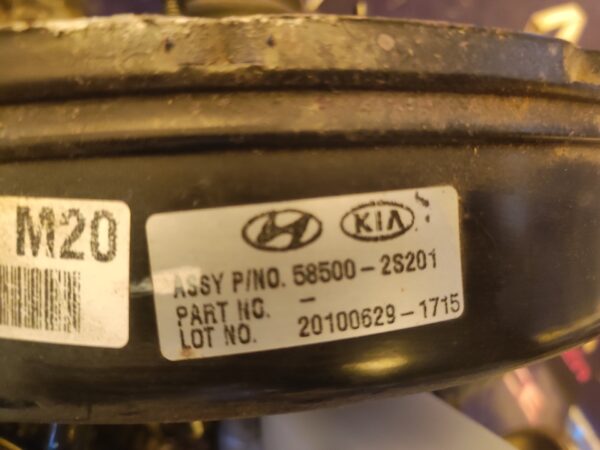 M20
KIA
ASSY P/NO. 58500-2S201
PART NO. -
LOT NO. 20100629-1715